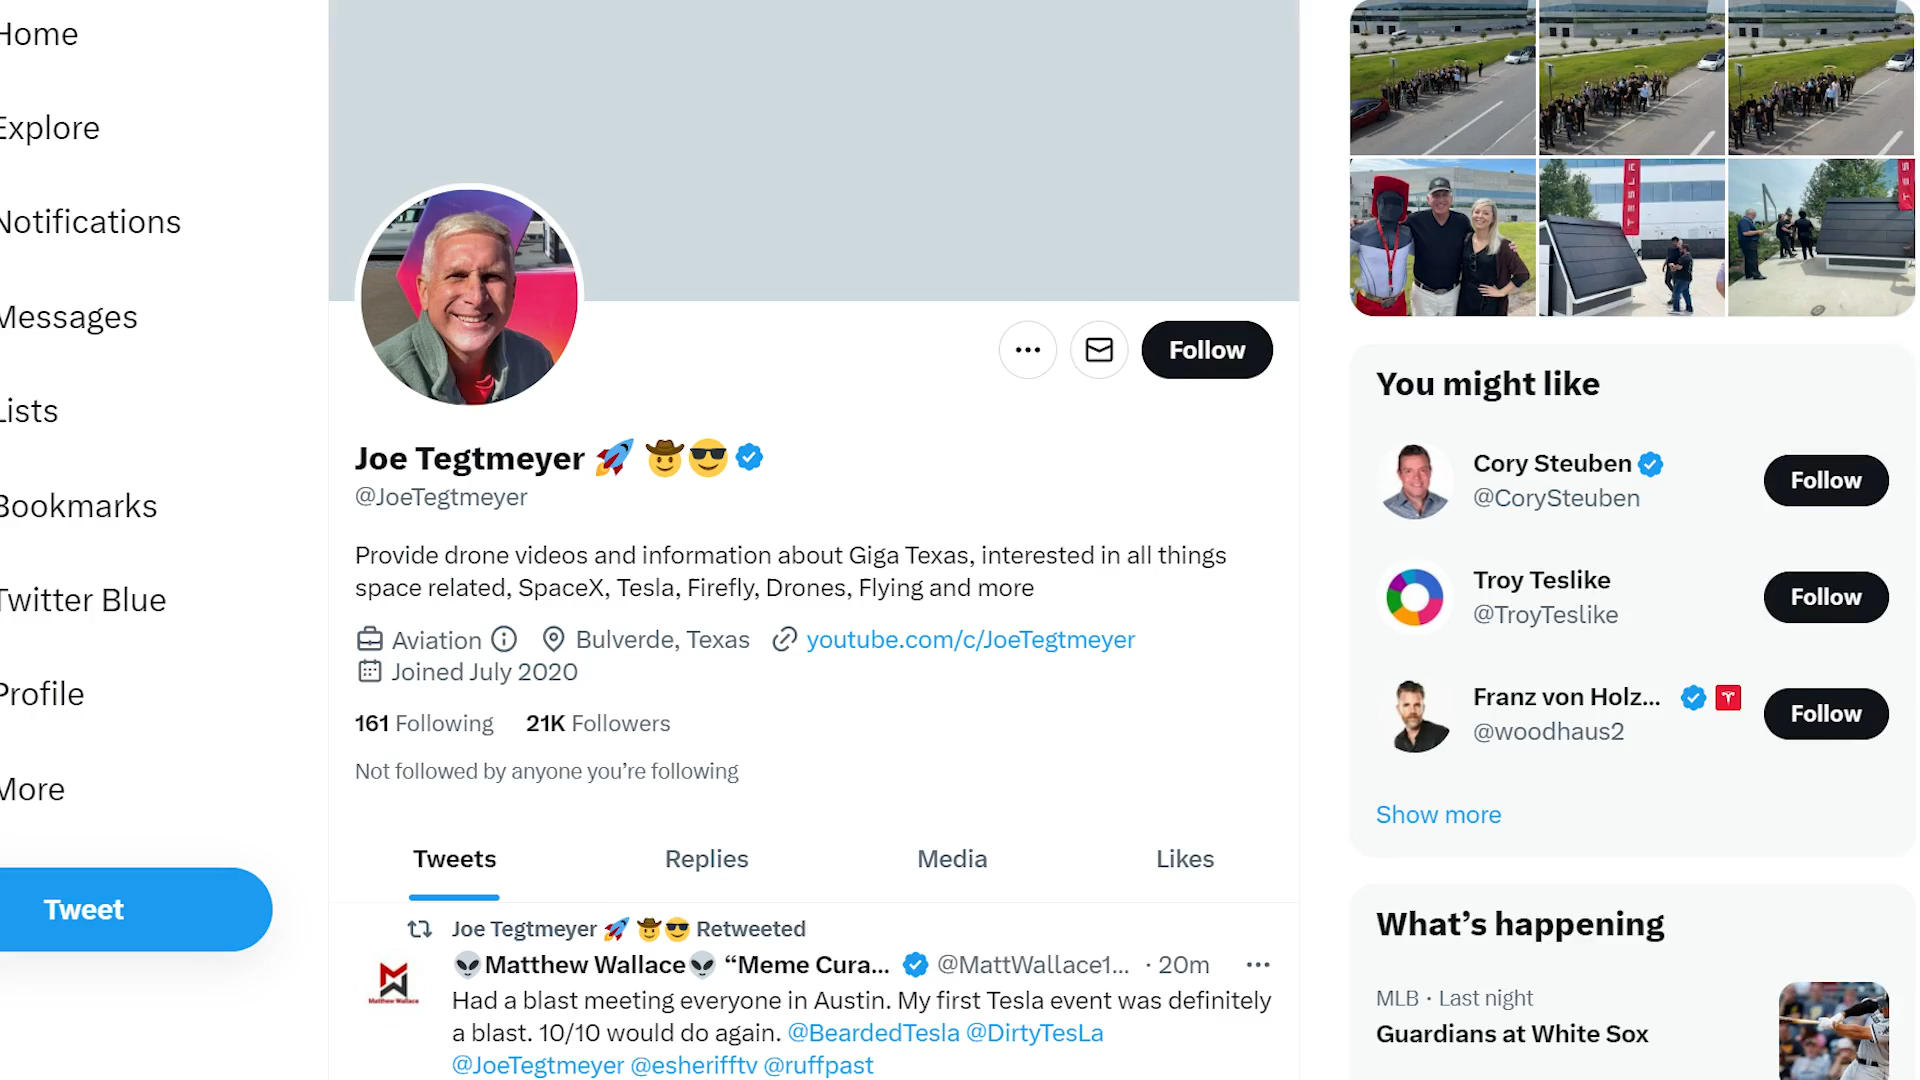 Home
Explore
Notifications
Messages
Lists
Bookmarks
Twitter Blue
Profile
More
Tweet
Follow
Joe Tegtmeyer 🚀 🤠😎
@JoeTegtmeyer
Provide drone videos and information about Giga Texas, interested in all things
space related, SpaceX, Tesla, Firefly, Drones, Flying and more
Aviation Bulverde, Texas youtube.com/c/JoeTegtmeyer
Joined July 2020
161 Following 21K Followers
Not followed by anyone you’re following
Tweets Replies Media Likes
Joe Tegtmeyer 🚀 🤠😎 Retweeted
👽Matthew Wallace👽 “Meme Cura... @MattWallace1... · 20m
Had a blast meeting everyone in Austin. My first Tesla event was definitely
a blast. 10/10 would do again. @BeardedTesla @DirtyTesLa
@JoeTegtmeyer @esherifftv @ruffpast
Matthew Wallace
TESLA
TES
You might like
Cory Steuben
@CorySteuben
Follow
Troy Teslike
@TroyTeslike
Follow
Franz von Holz...
@woodhaus2
Follow
Show more
What’s happening
MLB · Last night
Guardians at White Sox